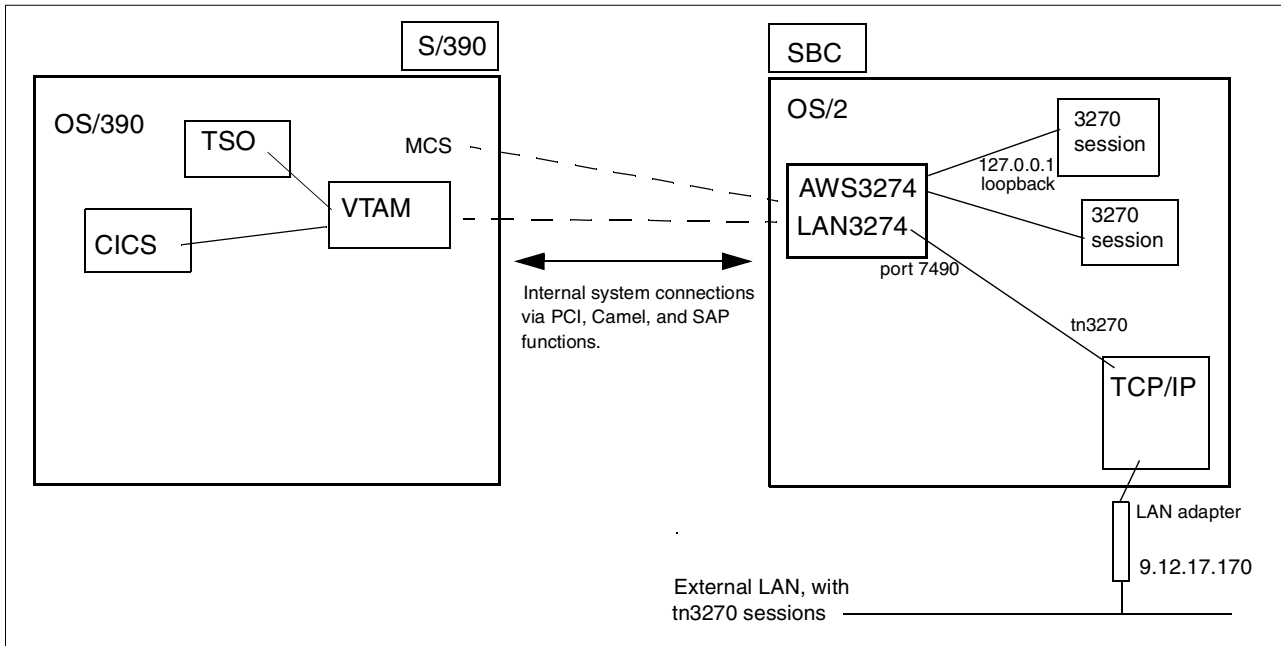 S/390
SBC
OS/390
TSO
MCS
VTAM
CICS
OS/2
3270
session
127.0.0.1
loopback
AWS3274
LAN3274
3270
session
port 7490
Internal system connections
via PCI, Camel, and SAP
functions.
tn3270
TCP/IP
LAN adapter
9.12.17.170
External LAN, with
tn3270 sessions